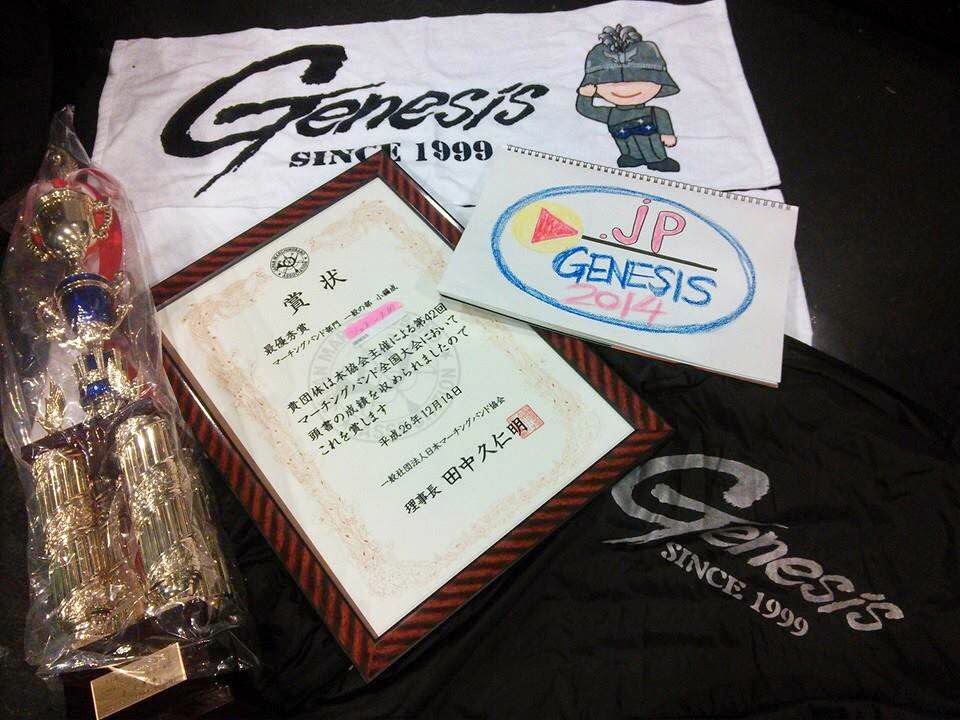 Genesis
SINCE 1999
.jp
GENESIS
2014
賞状
最優秀賞
マーチングバンド部門 一般の部 小編成
貴団体は本協会主催による第42回
マーチングバンド全国大会において
頭書の成績を収められましたので
これを賞します
平成26年12月14日
一般社団法人日本マーチングバンド協会
理事長 田中久仁明
Genesis
SINCE 1999